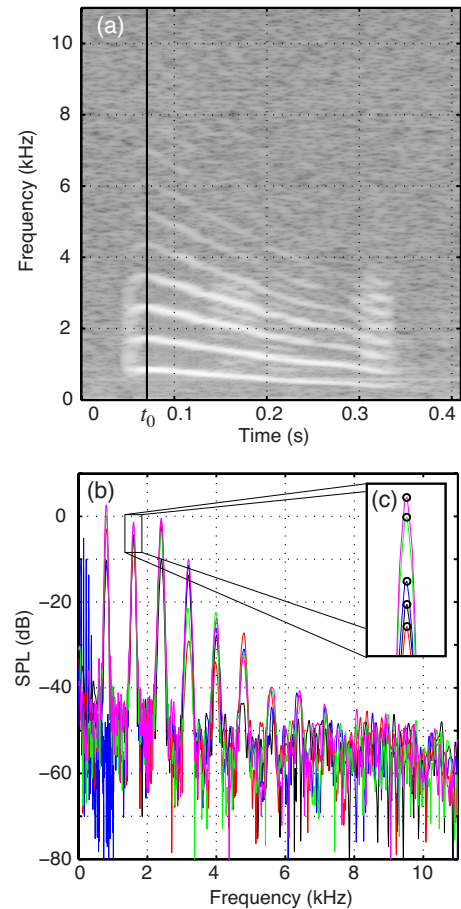 (a)
10
8
6
4
2
0
Frequency (kHz)
0 t₀ 0.1 0.2 0.3 0.4
Time (s)
(b)
(c)
0
−20
−40
−60
−80
SPL (dB)
0 2 4 6 8 10
Frequency (kHz)